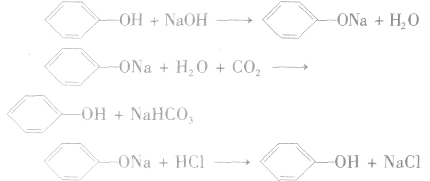 OH + NaOH ⟶ ONa + H₂O
ONa + H₂O + CO₂ ⟶
OH + NaHCO₃
ONa + HCl ⟶ OH + NaCl